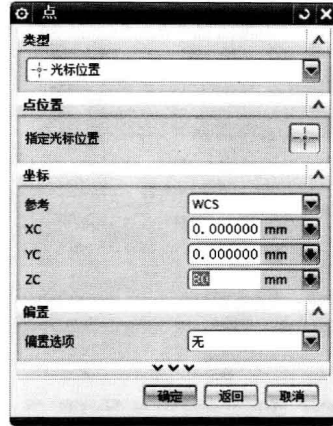 点
类型
光标位置
点位置
指定光标位置
坐标
参考 WCS
XC 0.000000 mm
YC 0.000000 mm
ZC 80 mm
偏置
偏置选项 无
确定 返回 取消